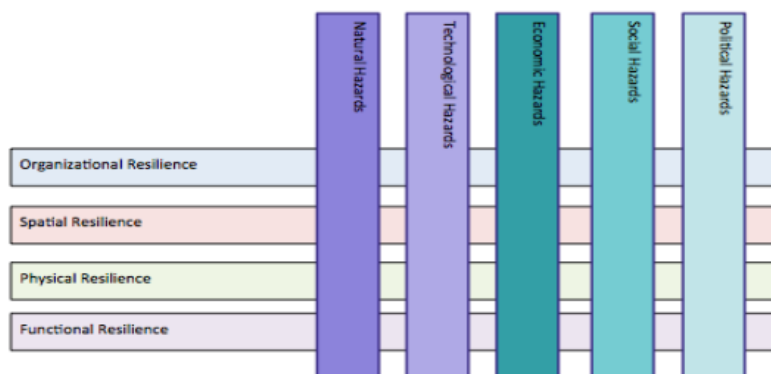 Natural Hazards
Technological Hazards
Economic Hazards
Social Hazards
Political Hazards
Organizational Resilience
Spatial Resilience
Physical Resilience
Functional Resilience